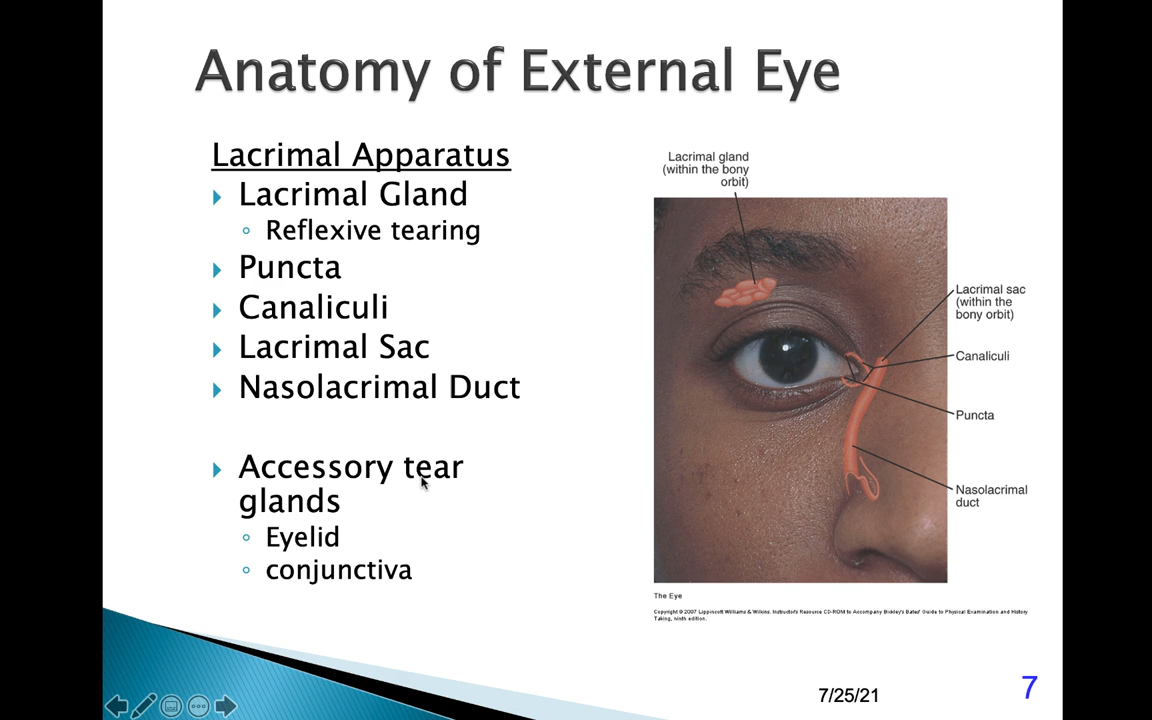 Anatomy of External Eye
Lacrimal Apparatus
Lacrimal Gland
Reflexive tearing
Puncta
Canaliculi
Lacrimal Sac
Nasolacrimal Duct
Accessory tear
glands
Eyelid
conjunctiva
Lacrimal gland
(within the bony
orbit)
Lacrimal sac
(within the
bony orbit)
Canaliculi
Puncta
Nasolacrimal
duct
The Eye
Copyright © 2007 Lippincott Williams & Wilkins. Instructor's Resource CD-ROM to Accompany Bickley's Bates' Guide to Physical Examination and History
Taking, ninth edition.
7/25/21
7